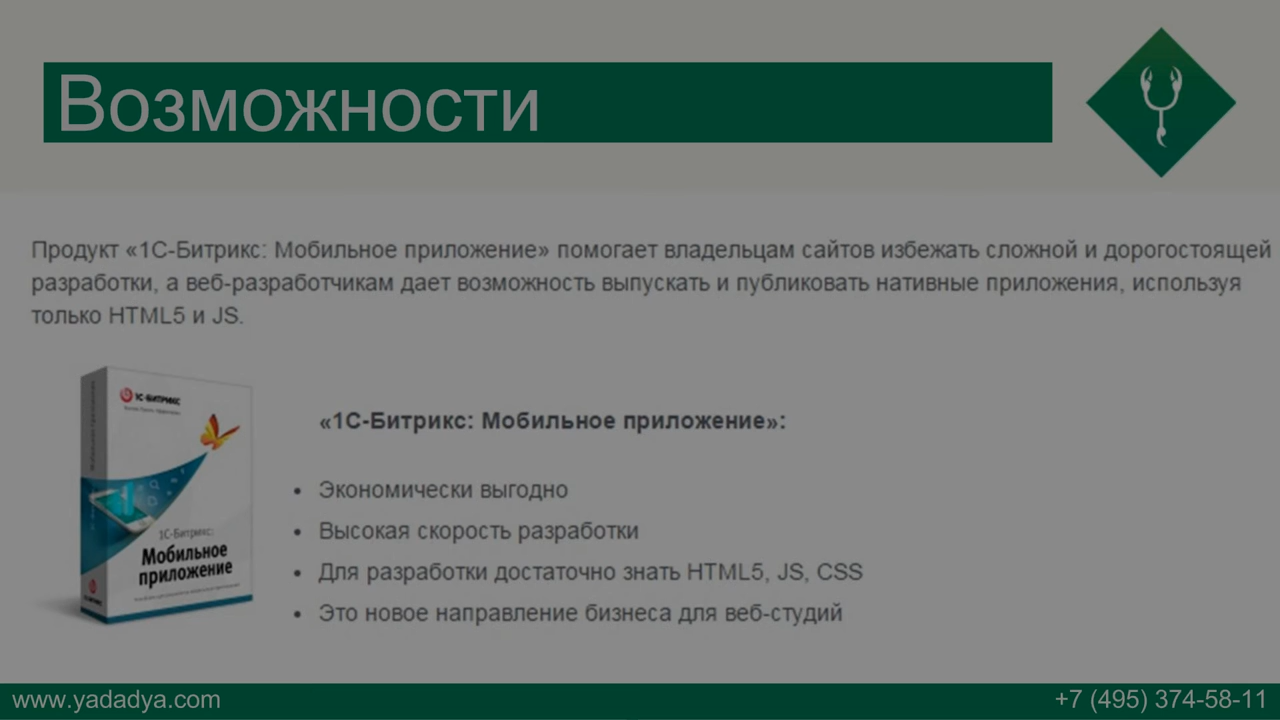 Возможности
Продукт «1С-Битрикс: Мобильное приложение» помогает владельцам сайтов избежать сложной и дорогостоящей
разработки, а веб-разработчикам дает возможность выпускать и публиковать нативные приложения, используя
только HTML5 и JS.
1С-БИТРИКС
1С-Битрикс:
Мобильное
приложение
«1С-Битрикс: Мобильное приложение»:
• Экономически выгодно
• Высокая скорость разработки
• Для разработки достаточно знать HTML5, JS, CSS
• Это новое направление бизнеса для веб-студий
www.yadadya.com
+7 (495) 374-58-11